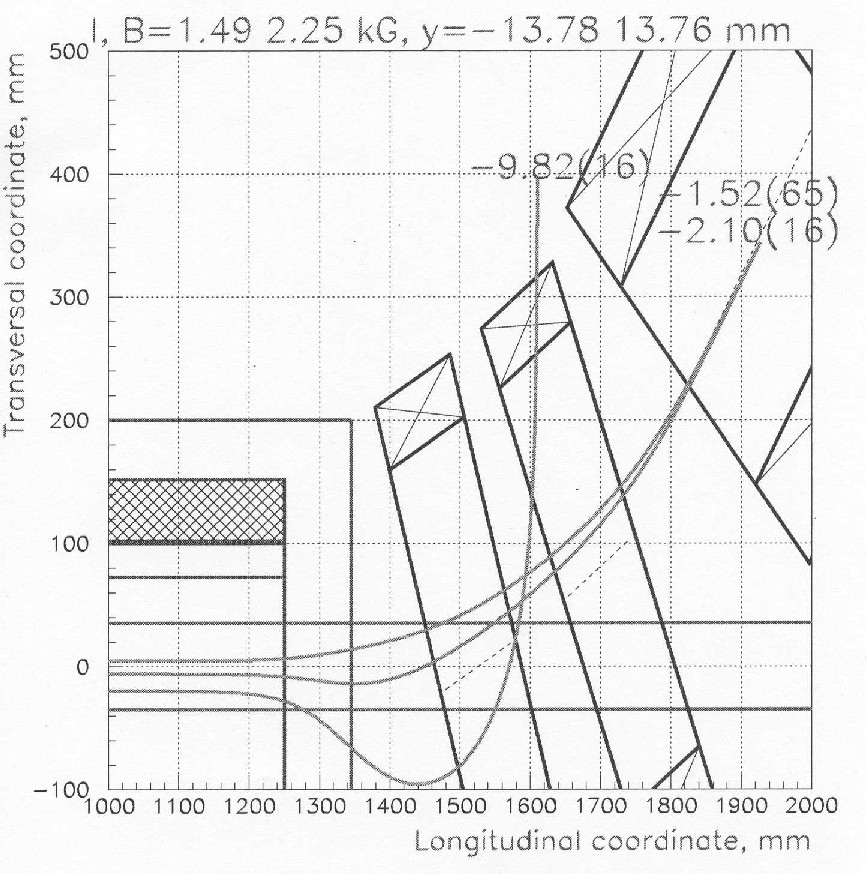 I, B=1.49 2.25 kG, y=−13.78 13.76 mm
Transversal coordinate, mm
500
400
300
200
100
0
−100
−9.82(16)
−1.52(65)
−2.10(16)
1000 1100 1200 1300 1400 1500 1600 1700 1800 1900 2000
Longitudinal coordinate, mm